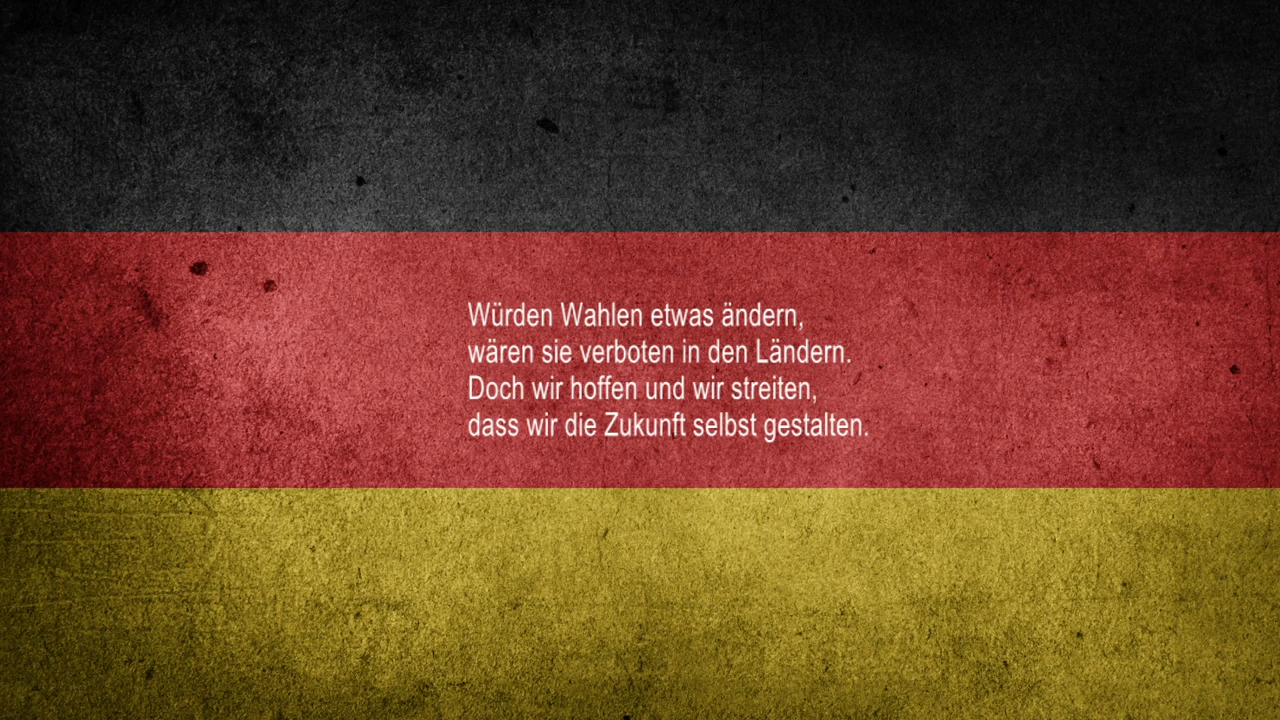 Würden Wahlen etwas ändern,
wären sie verboten in den Ländern.
Doch wir hoffen und wir streiten,
dass wir die Zukunft selbst gestalten.